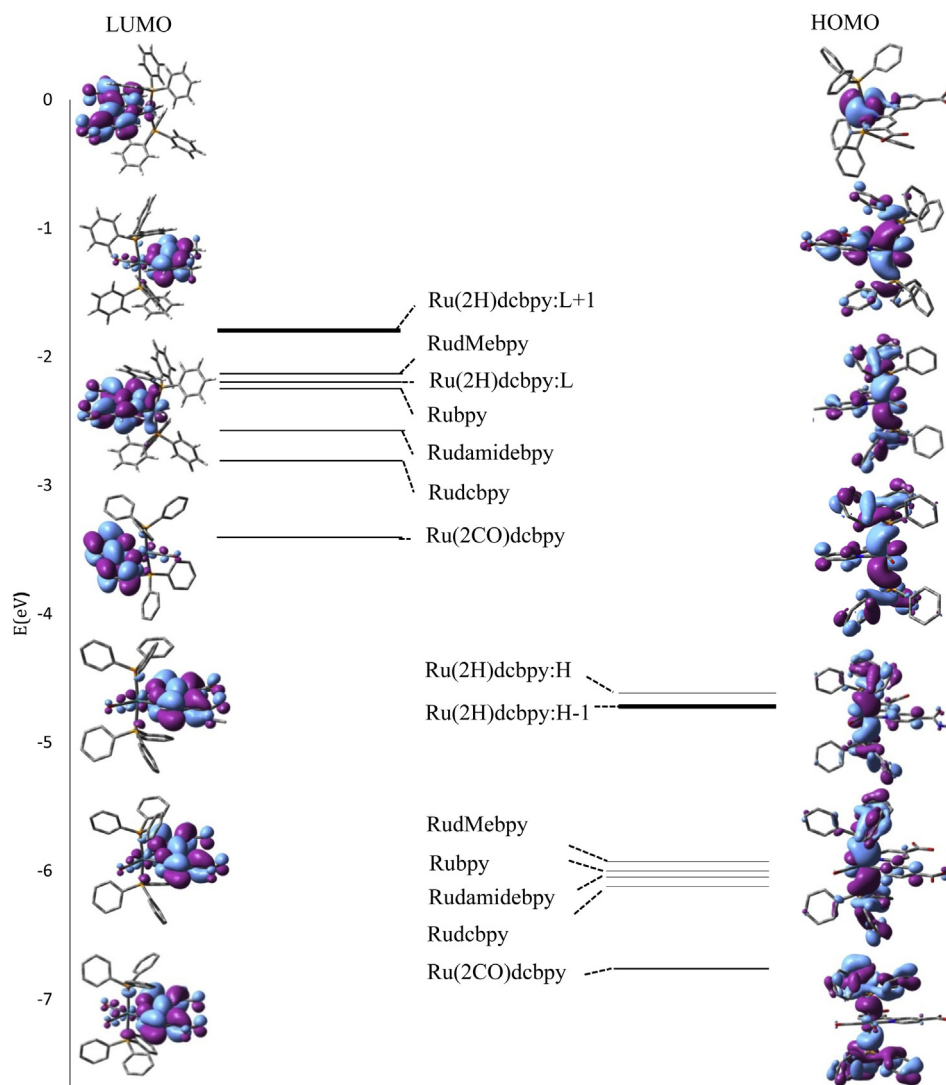 LUMO
HOMO
0
-1
-2
-3
-4
-5
-6
-7
E(eV)
Ru(2H)dcbpy:L+1
RudMebpy
Ru(2H)dcbpy:L
Rubpy
Rudamidebpy
Rudcbpy
Ru(2CO)dcbpy
Ru(2H)dcbpy:H
Ru(2H)dcbpy:H-1
RudMebpy
Rubpy
Rudamidebpy
Rudcbpy
Ru(2CO)dcbpy